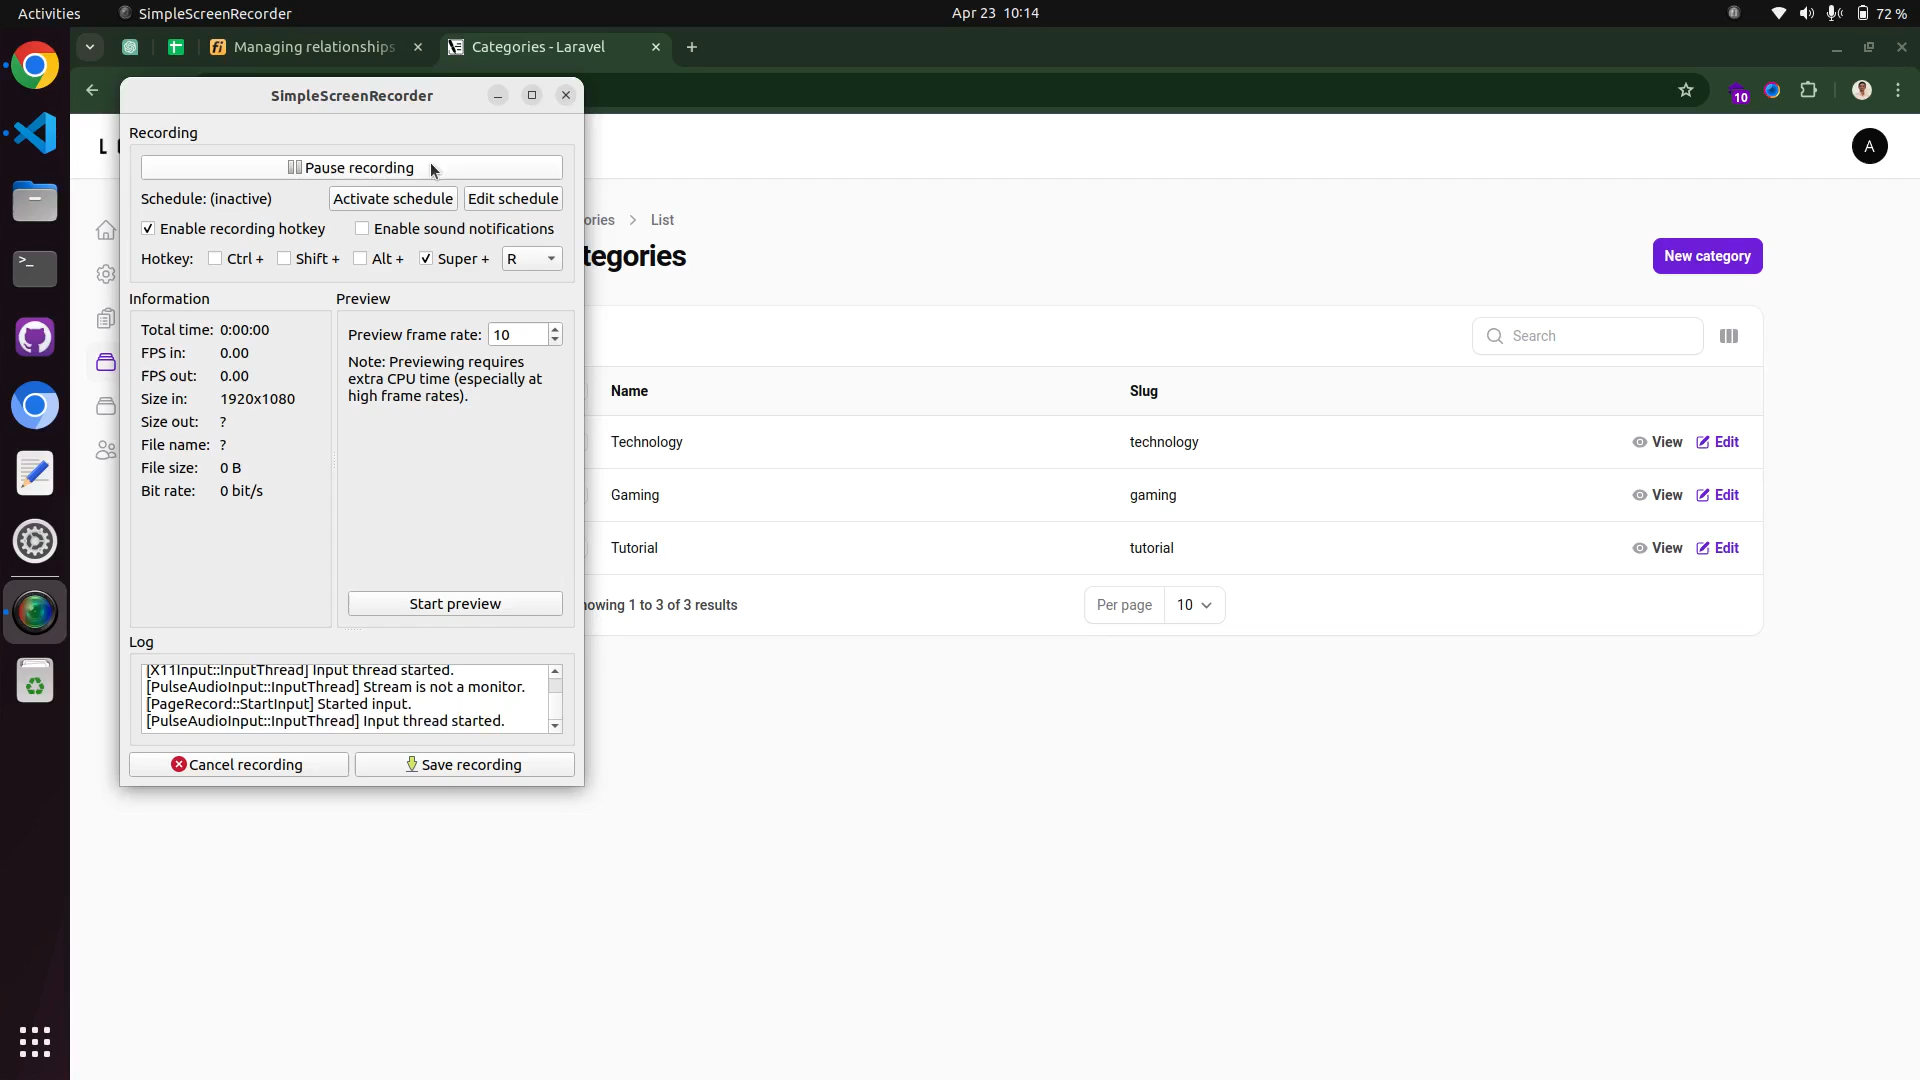 Activities
SimpleScreenRecorder
Apr 23 10:14
72 %
Managing relationships
Categories - Laravel
10
SimpleScreenRecorder
Recording
Pause recording
Schedule: (inactive)
Activate schedule
Edit schedule
Enable recording hotkey
Enable sound notifications
Hotkey:
Ctrl +
Shift +
Alt +
Super +
R
Information
Total time: 0:00:00
FPS in: 0.00
FPS out: 0.00
Size in: 1920x1080
Size out: ?
File name: ?
File size: 0 B
Bit rate: 0 bit/s
Preview
Preview frame rate: 10
Note: Previewing requires
extra CPU time (especially at
high frame rates).
Start preview
Log
[X11Input::InputThread] Input thread started.
[PulseAudioInput::InputThread] Stream is not a monitor.
[PageRecord::StartInput] Started input.
[PulseAudioInput::InputThread] Input thread started.
Cancel recording
Save recording
L
A
ories
List
tegories
New category
Search
Name
Slug
Technology
technology
View
Edit
Gaming
gaming
View
Edit
Tutorial
tutorial
View
Edit
owing 1 to 3 of 3 results
Per page
10